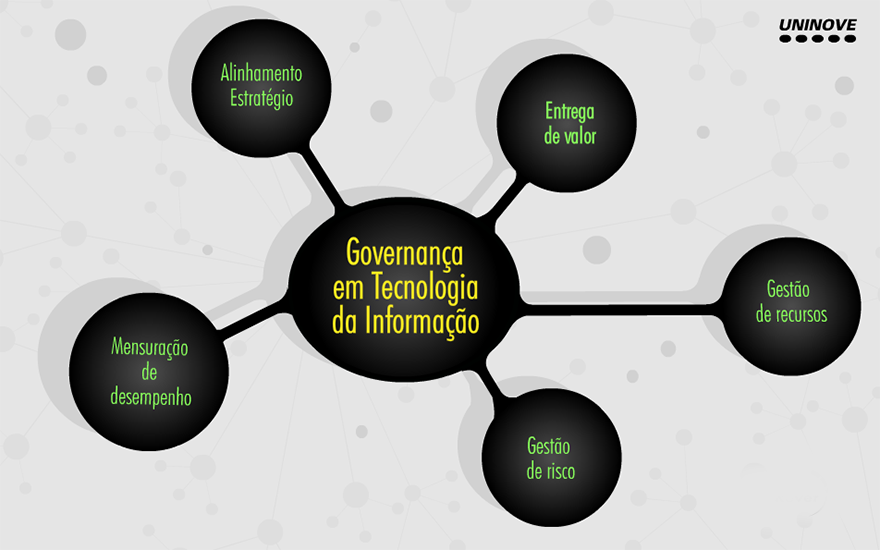 UNINOVE
Alinhamento
Estratégio
Entrega
de valor
Governança
em Tecnologia
da Informação
Gestão
de recursos
Mensuração
de
desempenho
Gestão
de risco